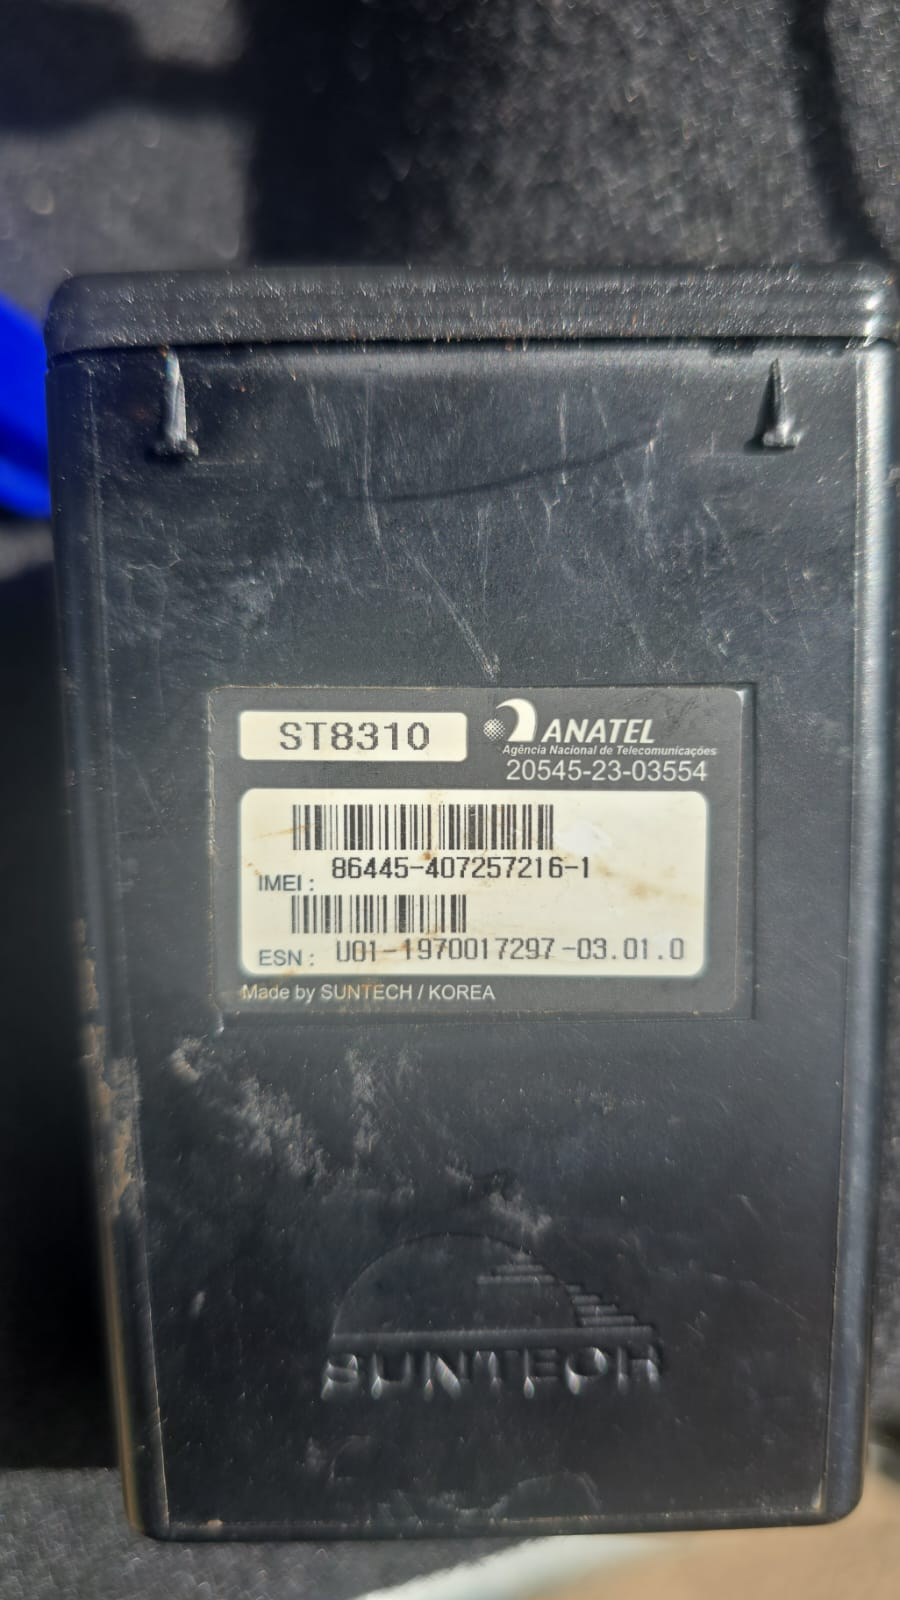 ST8310
ANATEL
Agência Nacional de Telecomunicações
20545-23-03554
IMEI : 86445-407257216-1
ESN : U01-1970017297-03.01.0
Made by SUNTECH / KOREA
SUNTECH